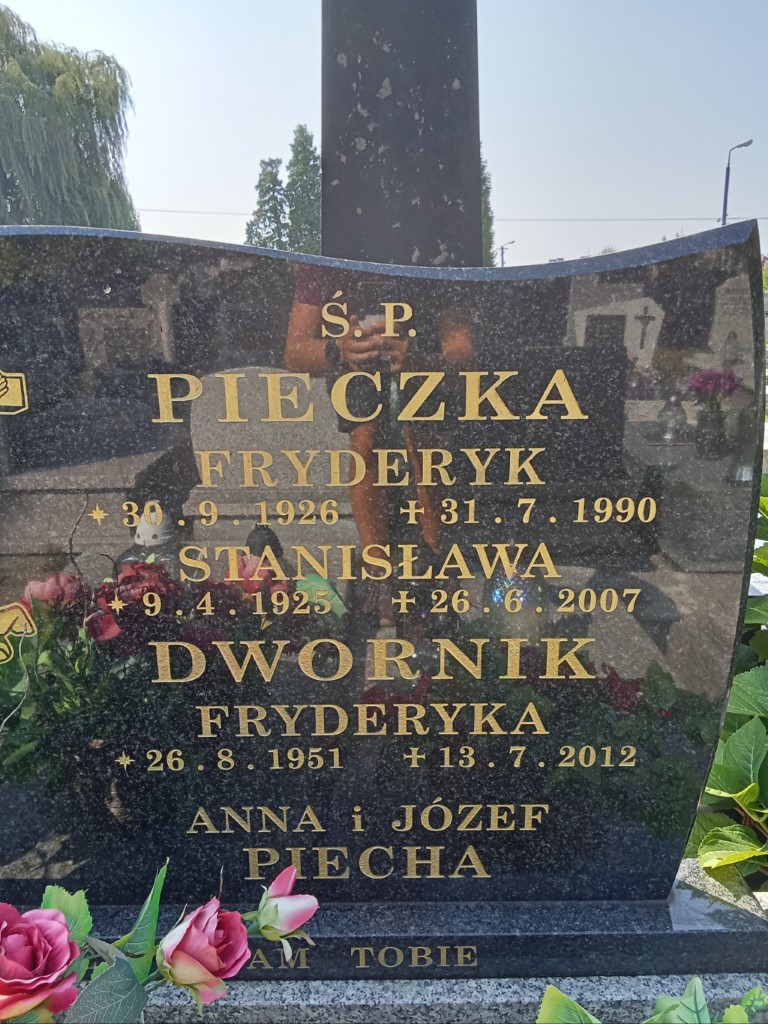 Ś. P.
PIECZKA
FRYDERYK
30 . 9 . 1926 31 . 7 . 1990
STANISŁAWA
9 . 4 . 1925 26 . 6 . 2007
DWORNIK
FRYDERYKA
26 . 8 . 1951 13 . 7 . 2012
ANNA i JÓZEF
PIECHA
TOBIE